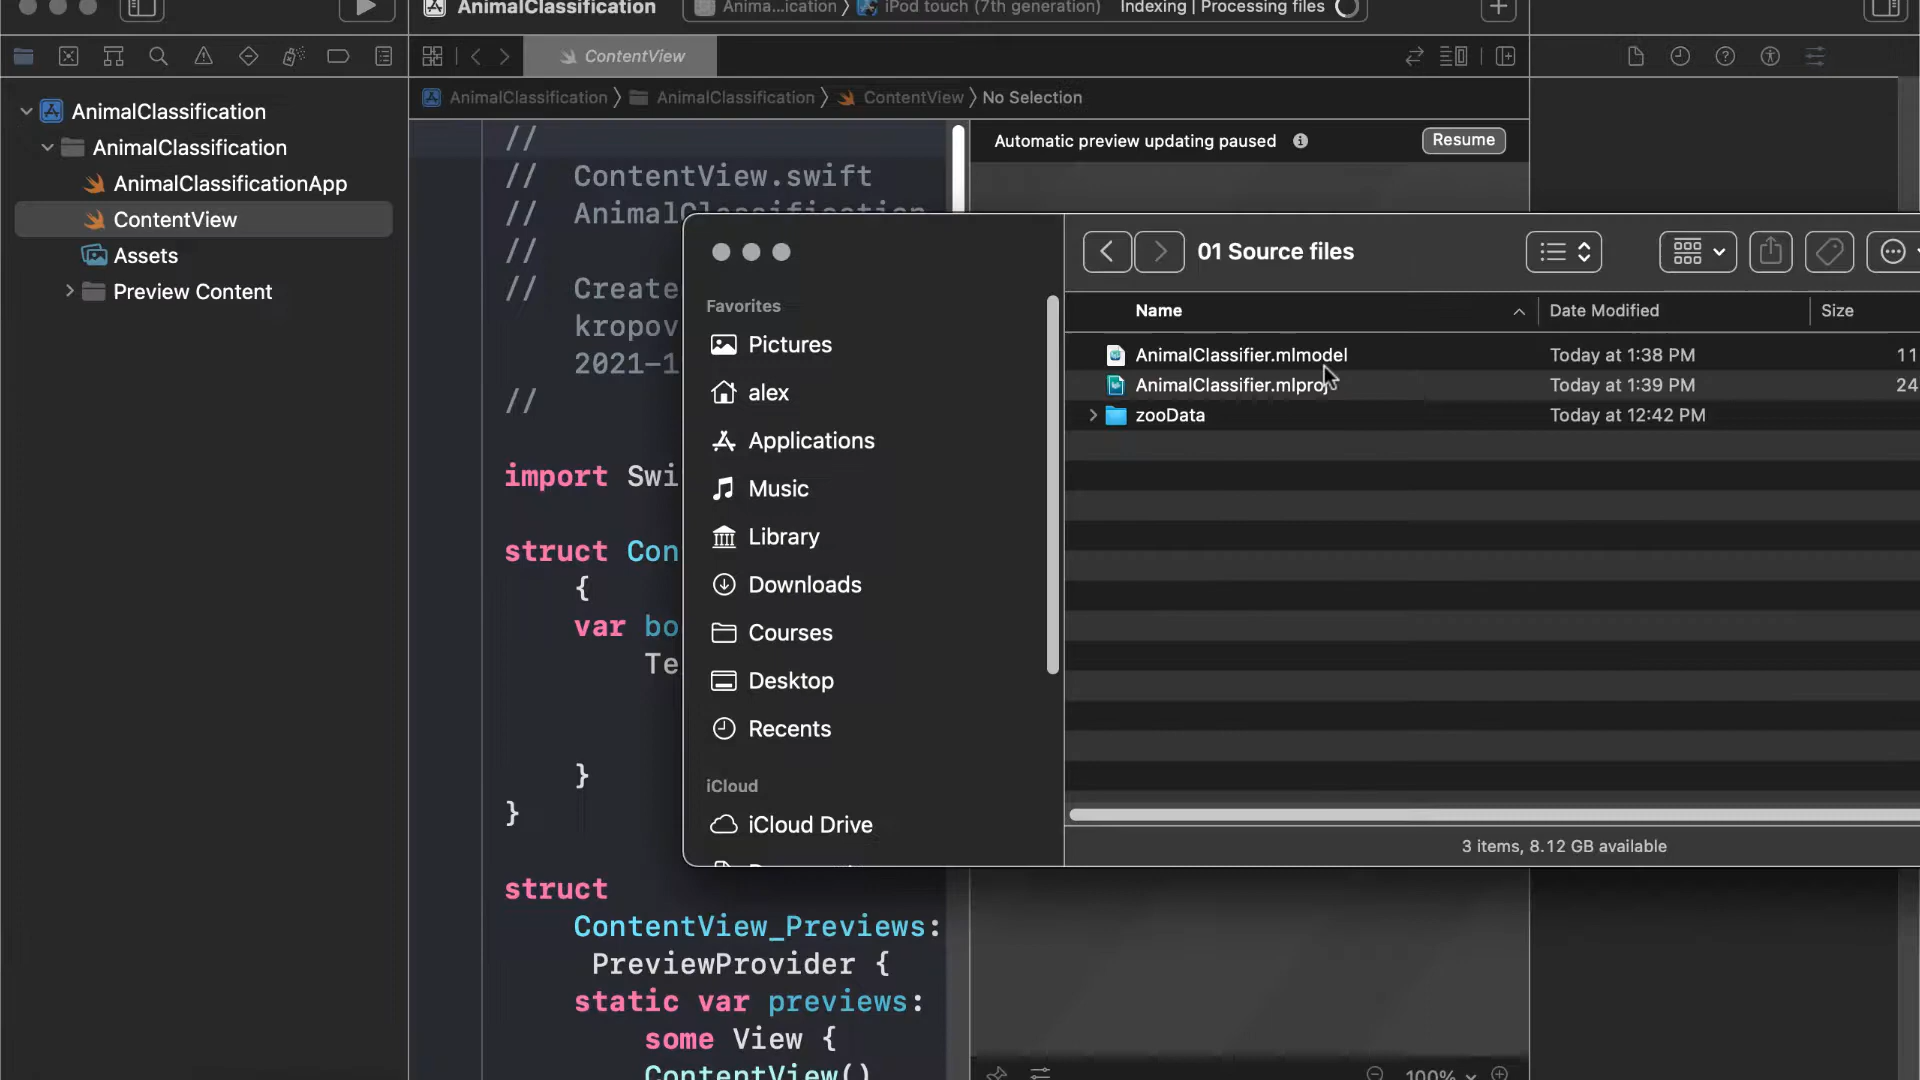 AnimalClassification
Anima...ication
iPod touch (7th generation)
Indexing | Processing files
ContentView
AnimalClassification
AnimalClassification
AnimalClassificationApp
ContentView
Assets
Preview Content
AnimalClassification
AnimalClassification
ContentView
No Selection
Automatic preview updating paused
Resume
//
// ContentView.swift
// AnimalClassification
//
// Create
kropov
2021-1
//
import Swi
struct Con
{
var bo
Te
}
}
struct
ContentView_Previews:
PreviewProvider {
static var previews:
some View {
ContentView()
100%
01 Source files
Favorites
Pictures
alex
Applications
Music
Library
Downloads
Courses
Desktop
Recents
iCloud
iCloud Drive
Name
Date Modified
Size
AnimalClassifier.mlmodel
Today at 1:38 PM
11
AnimalClassifier.mlproj
Today at 1:39 PM
24
zooData
Today at 12:42 PM
3 items, 8.12 GB available